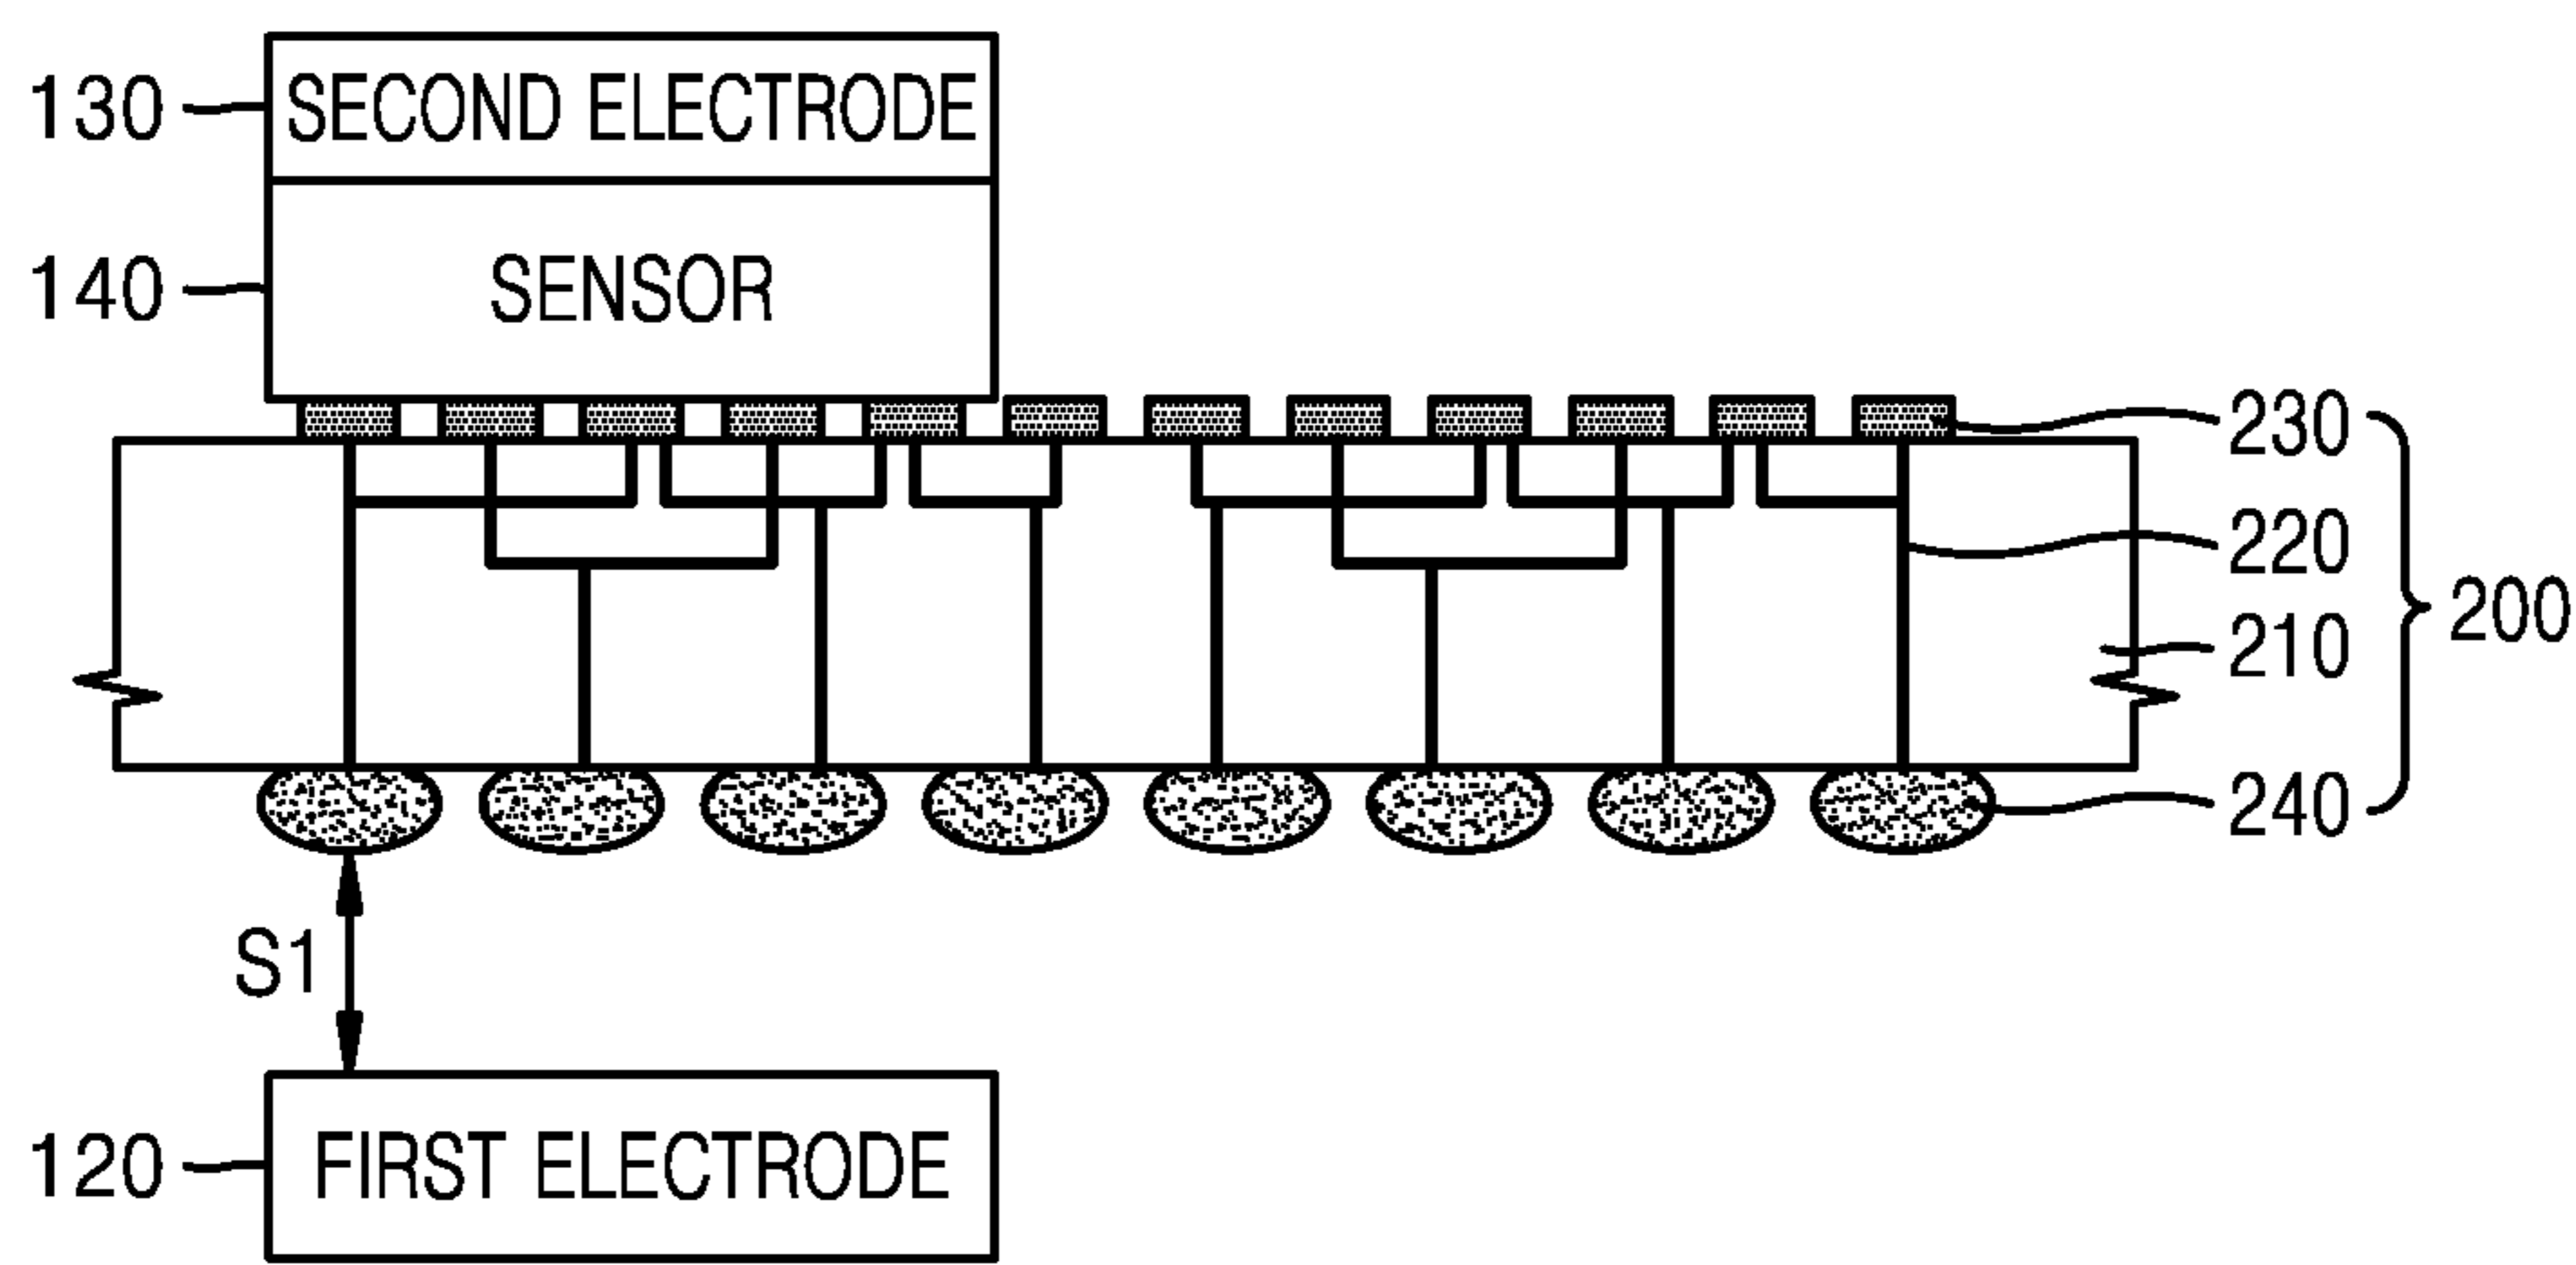 130 SECOND ELECTRODE
140 SENSOR
230
220
200
210
240
S1
120 FIRST ELECTRODE